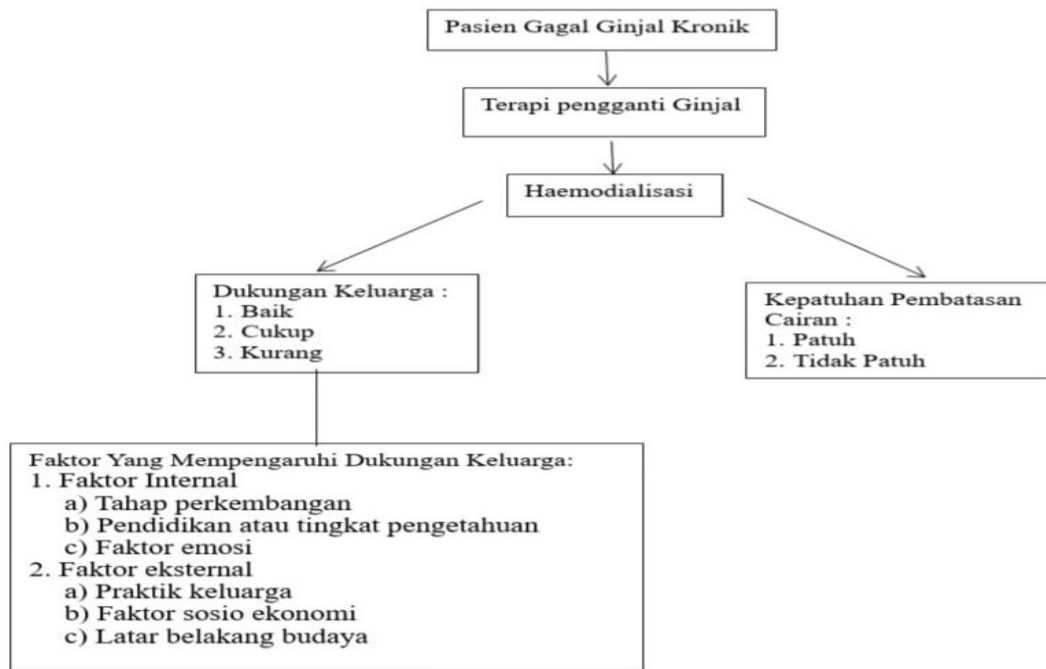 Pasien Gagal Ginjal Kronik
Terapi pengganti Ginjal
Haemodialisasi
Dukungan Keluarga :
1. Baik
2. Cukup
3. Kurang
Kepatuhan Pembatasan
Cairan :
1. Patuh
2. Tidak Patuh
Faktor Yang Mempengaruhi Dukungan Keluarga:
1. Faktor Internal
a) Tahap perkembangan
b) Pendidikan atau tingkat pengetahuan
c) Faktor emosi
2. Faktor eksternal
a) Praktik keluarga
b) Faktor sosio ekonomi
c) Latar belakang budaya